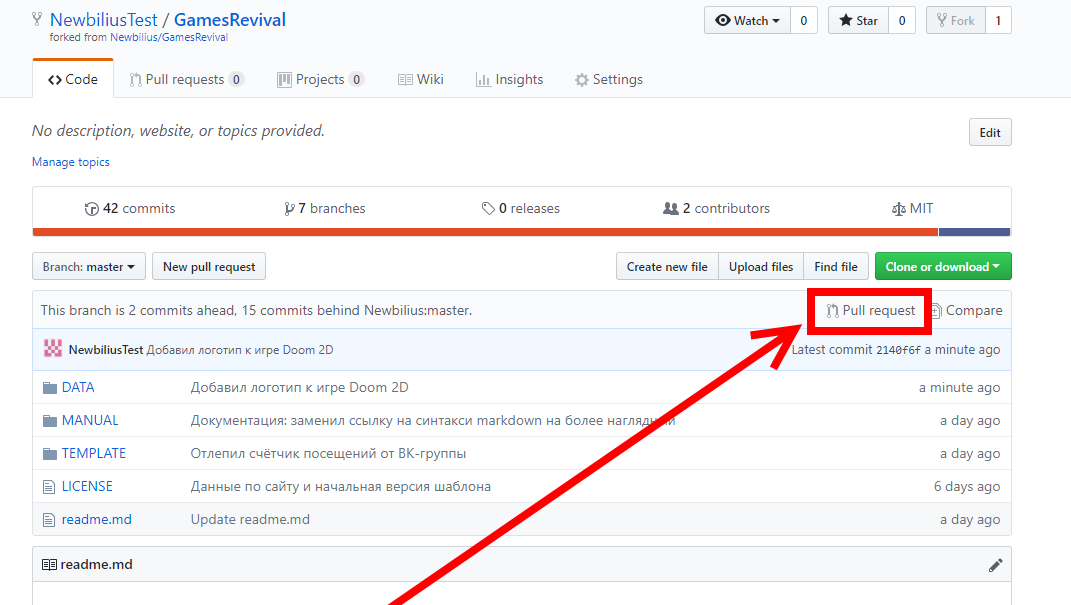 NewbiliusTest / GamesRevival
forked from Newbilius/GamesRevival
Watch 0 Star 0 Fork 1
Code Pull requests 0 Projects 0 Wiki Insights Settings
No description, website, or topics provided.
Edit
Manage topics
42 commits 7 branches 0 releases 2 contributors MIT
Branch: master New pull request Create new file Upload files Find file Clone or download
This branch is 2 commits ahead, 15 commits behind Newbilius:master. Pull request Compare
NewbiliusTest Добавил логотип к игре Doom 2D Latest commit 2140f6f a minute ago
DATA Добавил логотип к игре Doom 2D a minute ago
MANUAL Документация: заменил ссылку на синтакси markdown на более наглядный a day ago
TEMPLATE Отлепил счётчик посещений от ВК-группы a day ago
LICENSE Данные по сайту и начальная версия шаблона 6 days ago
readme.md Update readme.md a day ago
readme.md